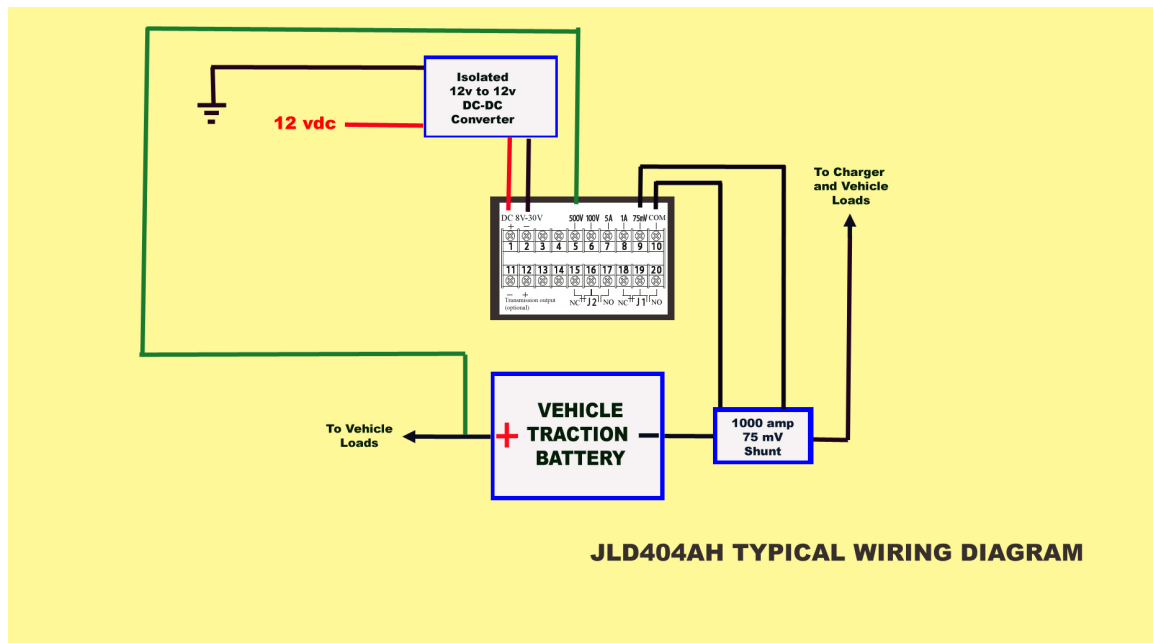 Isolated
12v to 12v
DC-DC
Converter
12 vdc
To Charger
and Vehicle
Loads
DC 8V-30V 500V 100V 5A 1A 75mV COM
+ −
1 2 3 4 5 6 7 8 9 10
11 12 13 14 15 16 17 18 19 20
− +
Transmission output
(optional)
NC J2 NO NC J1 NO
To Vehicle
Loads
+ VEHICLE
TRACTION −
BATTERY
1000 amp
75 mV
Shunt
JLD404AH TYPICAL WIRING DIAGRAM